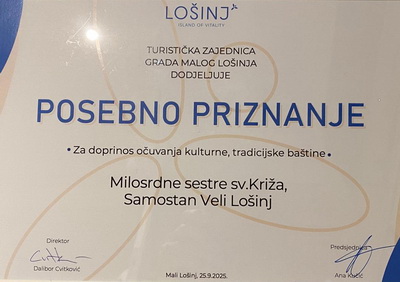 LOŠINJ
ISLAND OF VITALITY
TURISTIČKA ZAJEDNICA
GRADA MALOG LOŠINJA
DODJELJUJE
POSEBNO PRIZNANJE
• Za doprinos očuvanja kulturne, tradicijske baštine •
Milosrdne sestre sv.Križa,
Samostan Veli Lošinj
Direktor
Dalibor Cvitković
Mali Lošinj, 25.9.2025.
Predsjednica
Ana